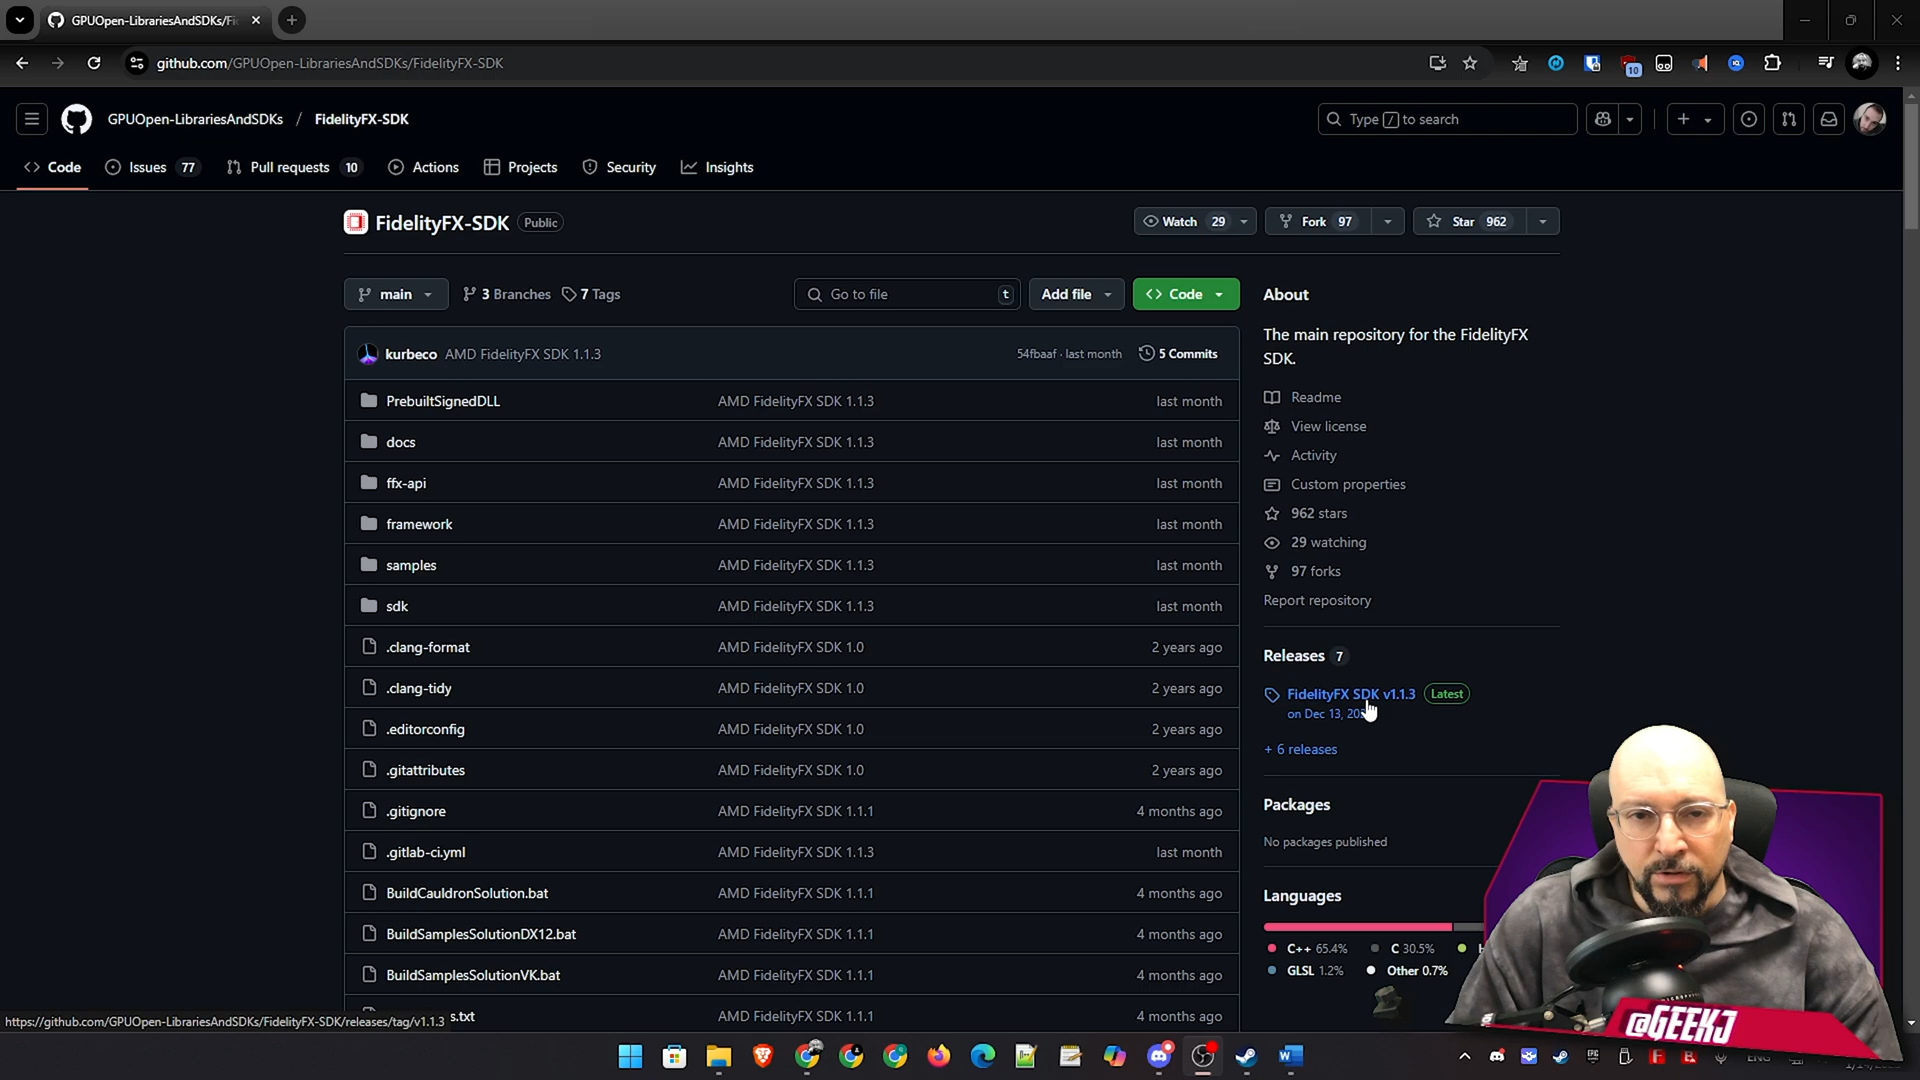 GPUOpen-LibrariesAndSDKs/Fi
github.com/GPUOpen-LibrariesAndSDKs/FidelityFX-SDK
10
GPUOpen-LibrariesAndSDKs / FidelityFX-SDK
Type / to search
Code
Issues 77
Pull requests 10
Actions
Projects
Security
Insights
FidelityFX-SDK Public
Watch 29
Fork 97
Star 962
main
3 Branches
7 Tags
Go to file t
Add file
Code
kurbeco AMD FidelityFX SDK 1.1.3 54fbaaf · last month 5 Commits
PrebuiltSignedDLL AMD FidelityFX SDK 1.1.3 last month
docs AMD FidelityFX SDK 1.1.3 last month
ffx-api AMD FidelityFX SDK 1.1.3 last month
framework AMD FidelityFX SDK 1.1.3 last month
samples AMD FidelityFX SDK 1.1.3 last month
sdk AMD FidelityFX SDK 1.1.3 last month
.clang-format AMD FidelityFX SDK 1.0 2 years ago
.clang-tidy AMD FidelityFX SDK 1.0 2 years ago
.editorconfig AMD FidelityFX SDK 1.0 2 years ago
.gitattributes AMD FidelityFX SDK 1.0 2 years ago
.gitignore AMD FidelityFX SDK 1.1.1 4 months ago
.gitlab-ci.yml AMD FidelityFX SDK 1.1.3 last month
BuildCauldronSolution.bat AMD FidelityFX SDK 1.1.1 4 months ago
BuildSamplesSolutionDX12.bat AMD FidelityFX SDK 1.1.1 4 months ago
BuildSamplesSolutionVK.bat AMD FidelityFX SDK 1.1.1 4 months ago
s.txt AMD FidelityFX SDK 1.1.1 4 months ago
About
The main repository for the FidelityFX
SDK.
Readme
View license
Activity
Custom properties
962 stars
29 watching
97 forks
Report repository
Releases 7
FidelityFX SDK v1.1.3 Latest
on Dec 13, 20
+ 6 releases
Packages
No packages published
Languages
C++ 65.4% C 30.5%
GLSL 1.2% Other 0.7%
https://github.com/GPUOpen-LibrariesAndSDKs/FidelityFX-SDK/releases/tag/v1.1.3
@GEEKJ
ENG